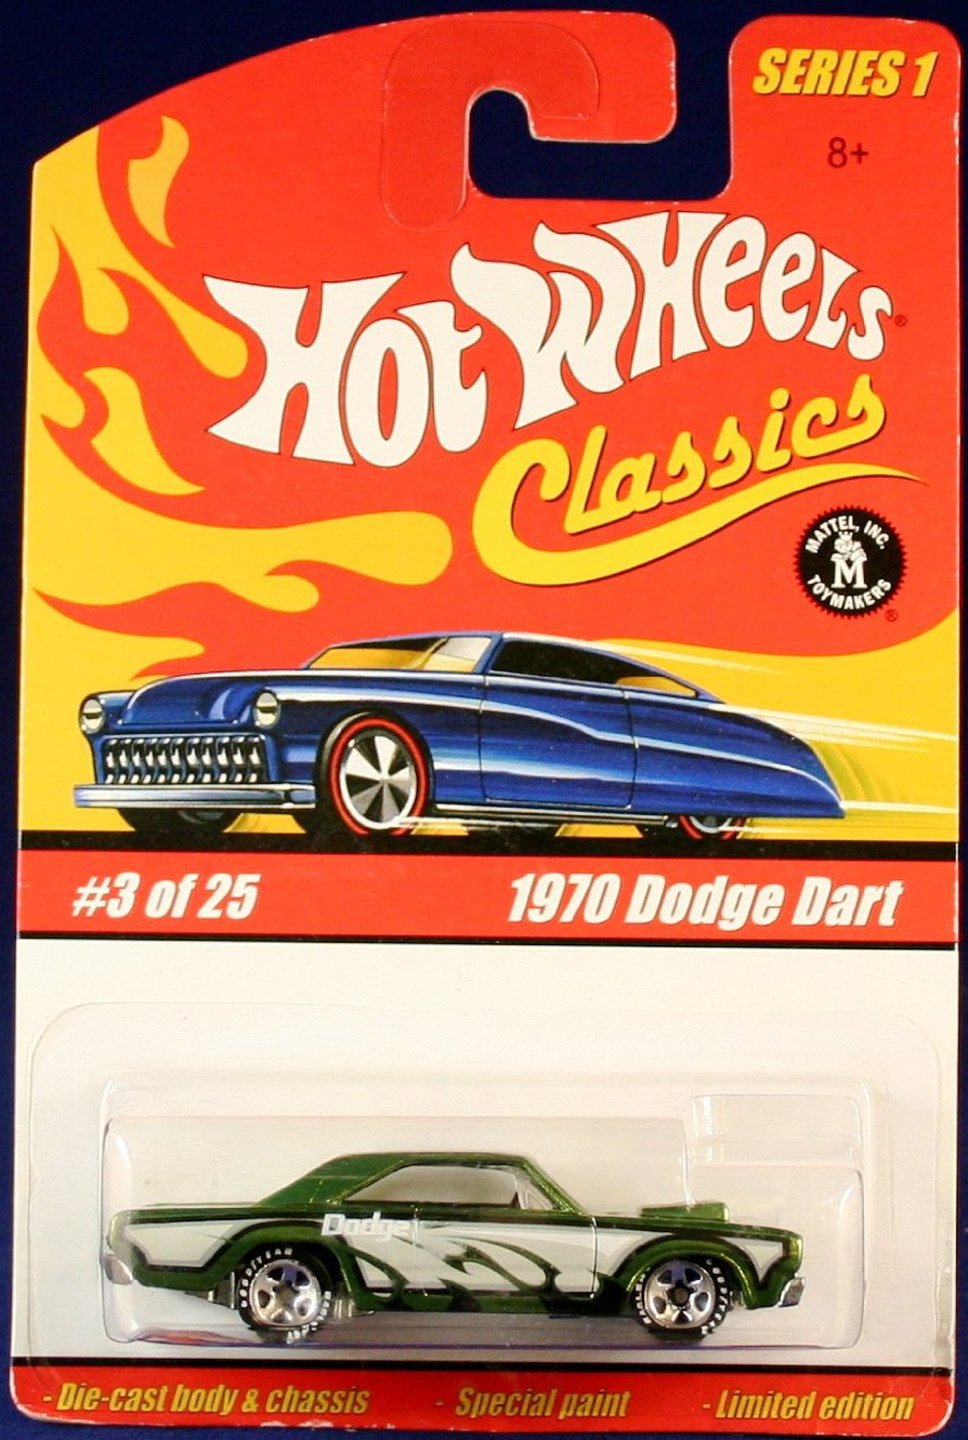 SERIES 1
8+
HOT WHEELS®
Classics
MATTEL, INC.
M
TOYMAKERS
®
#3 of 25
1970 Dodge Dart
Dodge
GOODYEAR
- Die-cast body & chassis - Special paint - Limited edition